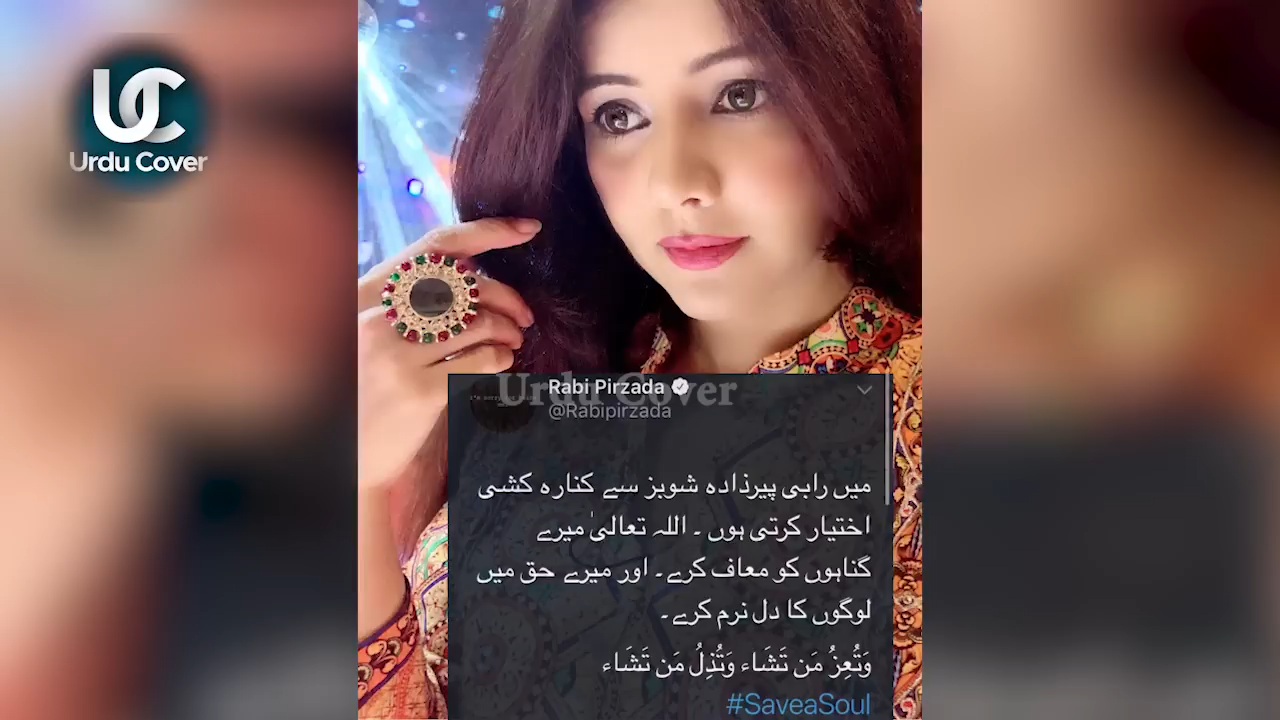 UC
Urdu Cover
Urdu Cover
Rabi Pirzada
@Rabipirzada
میں رابی پیرزادہ شوبز سے کنارہ کشی
اختیار کرتی ہوں ۔ اللہ تعالیٰ میرے
گناہوں کو معاف کرے۔ اور میرے حق میں
لوگوں کا دل نرم کرے۔
وَتُعِزُ مَن تَشَاء وَتُذِلُ مَن تَشَاء
#SaveaSoul